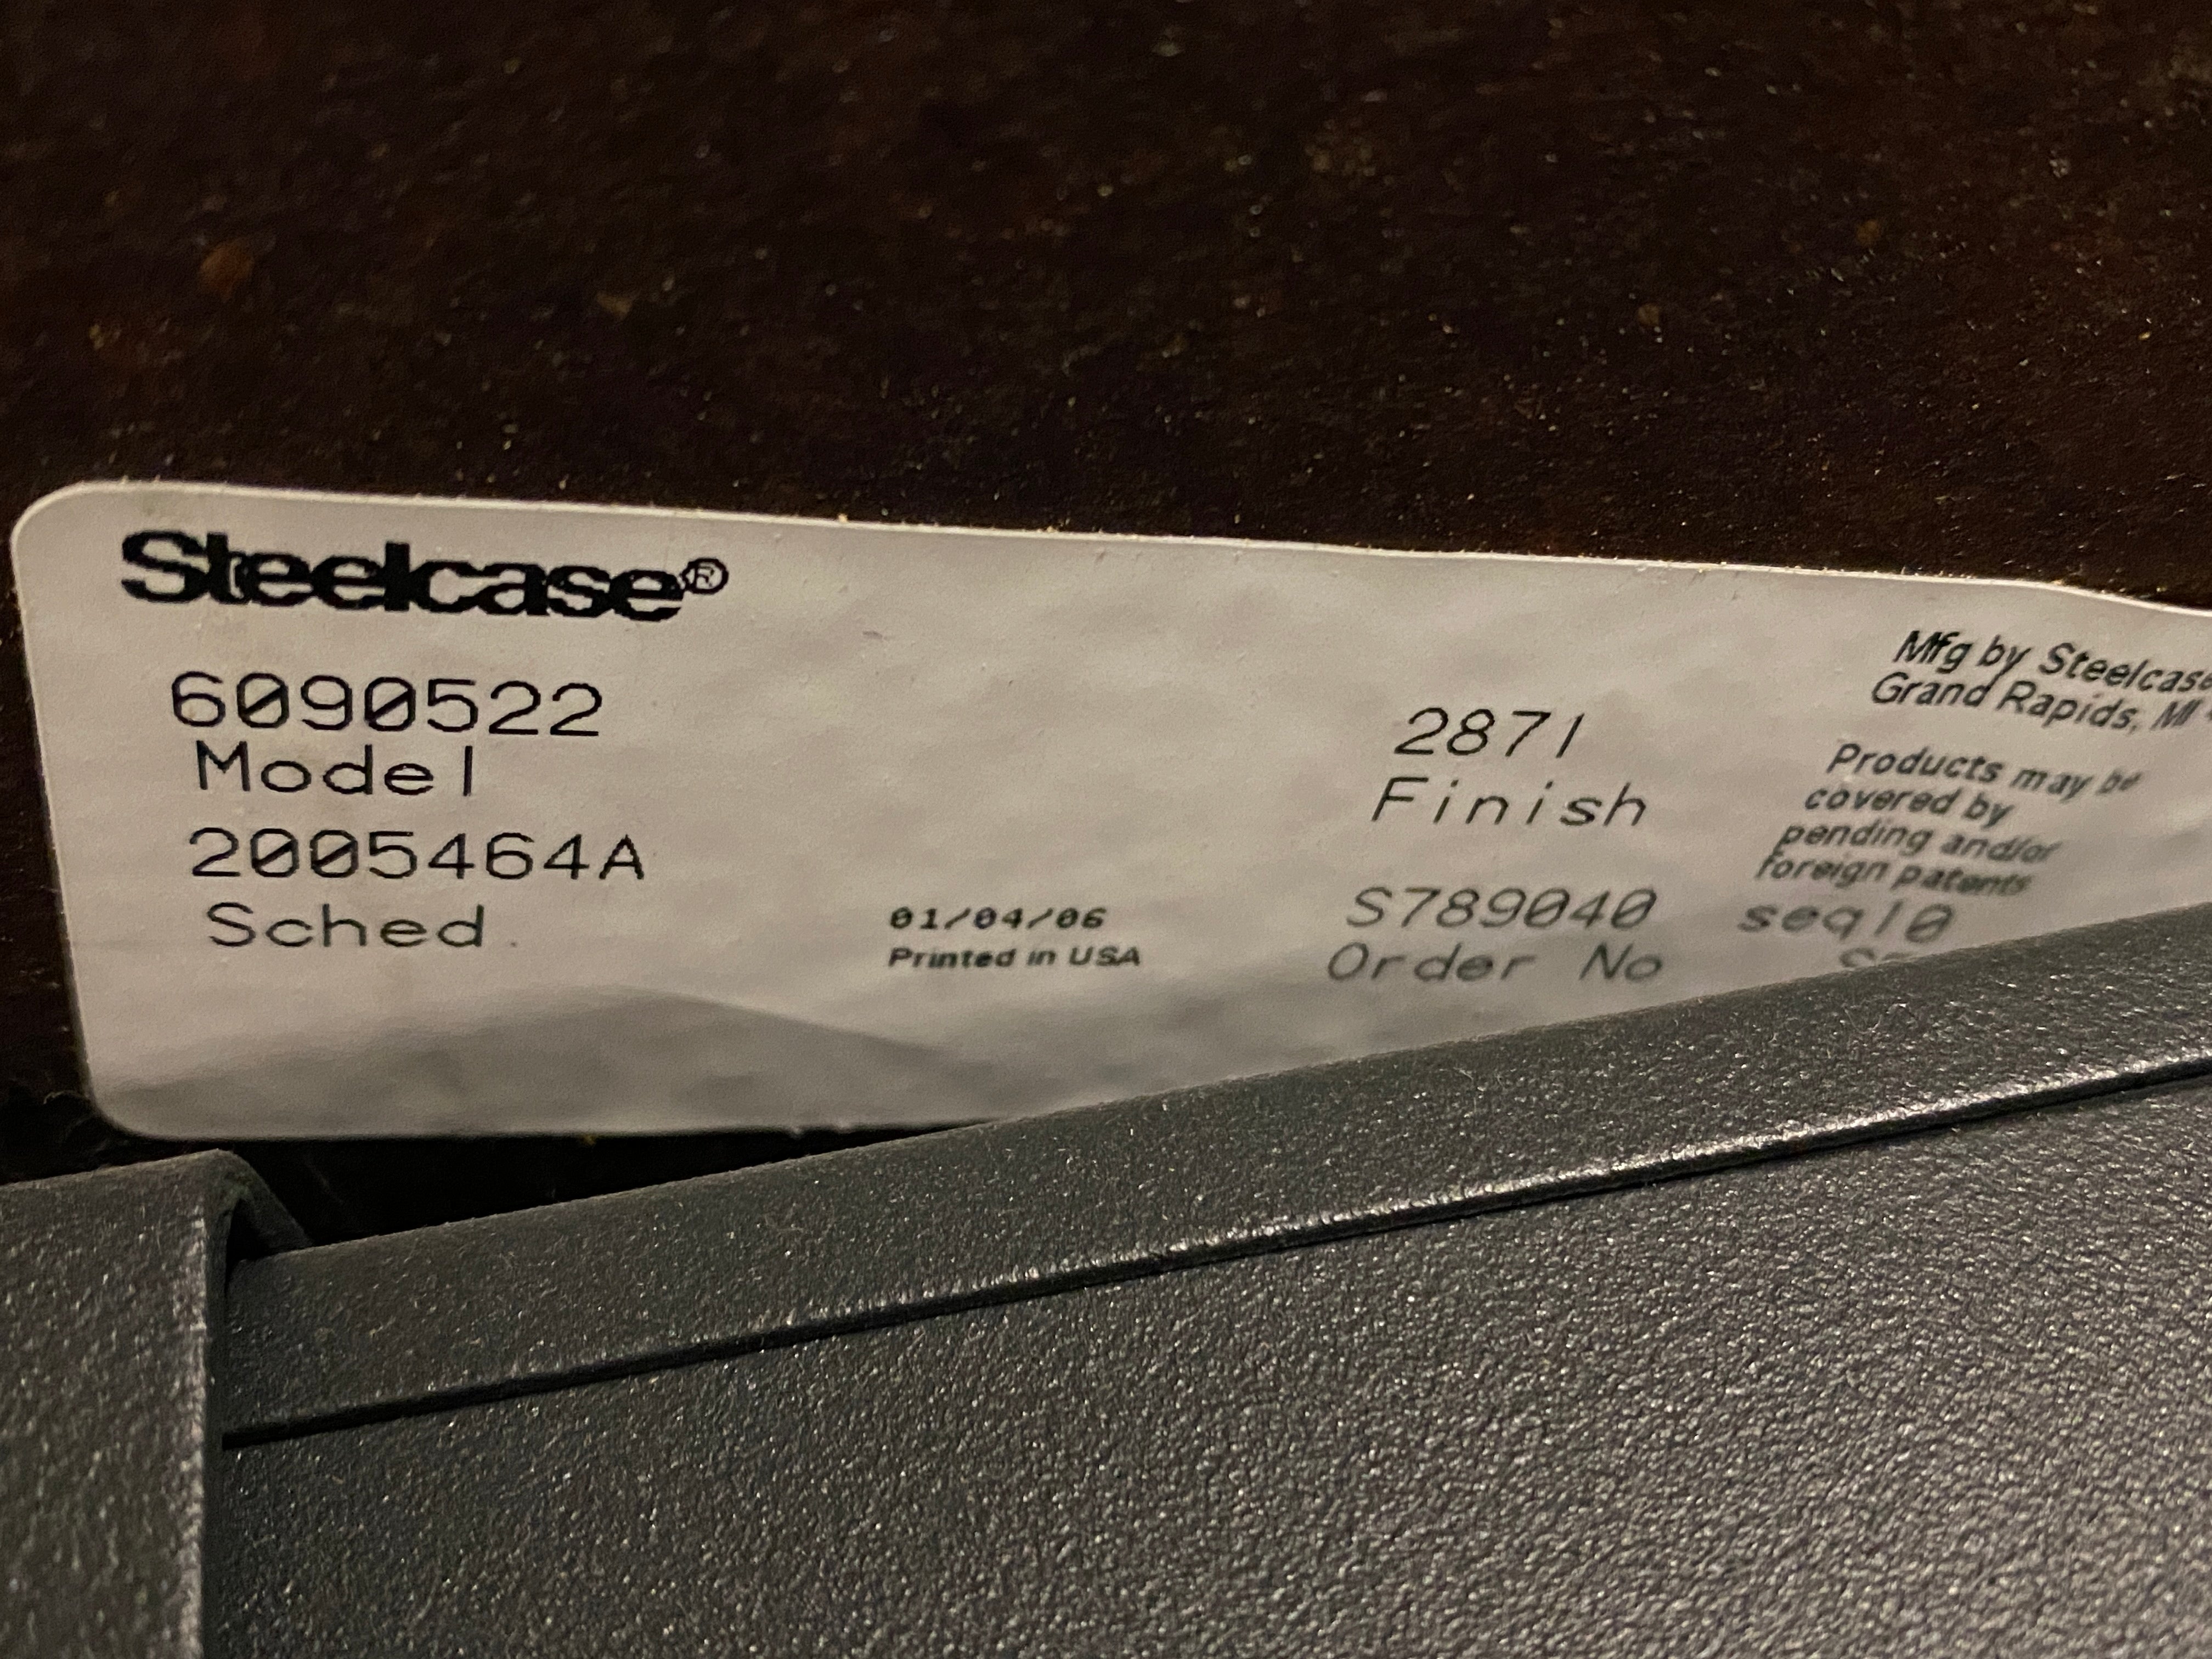 Steelcase®
6090522
Model
2005464A
Sched.
01/04/06
Printed in USA
2871
Finish
S789040
Order No
Mfg by Steelcase
Grand Rapids, MI
Products may be
covered by
pending and/or
foreign patents
seq10